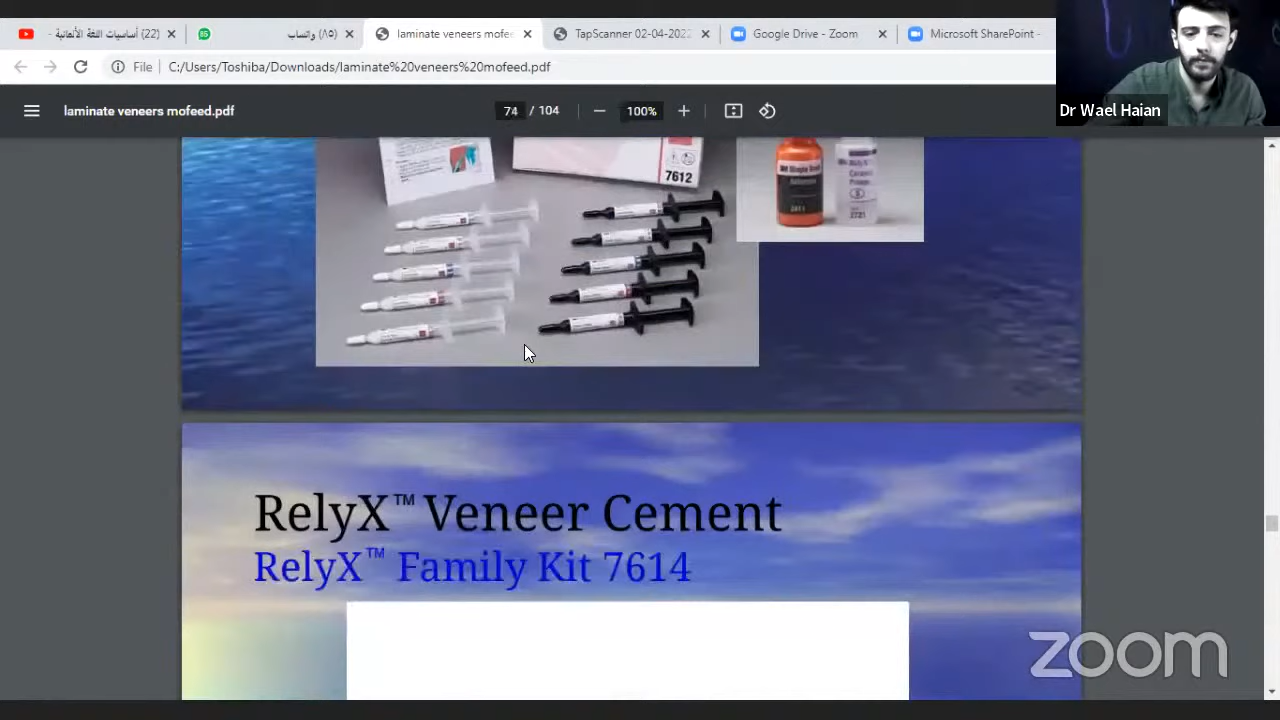 (22) أساسيات اللغة الألمانية -
(٨٥) واتساب
laminate veneers mofe
TapScanner 02-04-202
Google Drive - Zoom
Microsoft SharePoint -
File
C:/Users/Toshiba/Downloads/laminate%20veneers%20mofeed.pdf
Dr Wael Haian
laminate veneers mofeed.pdf
74 / 104
100%
7612
RelyX™ Veneer Cement
RelyX™ Family Kit 7614
zoom